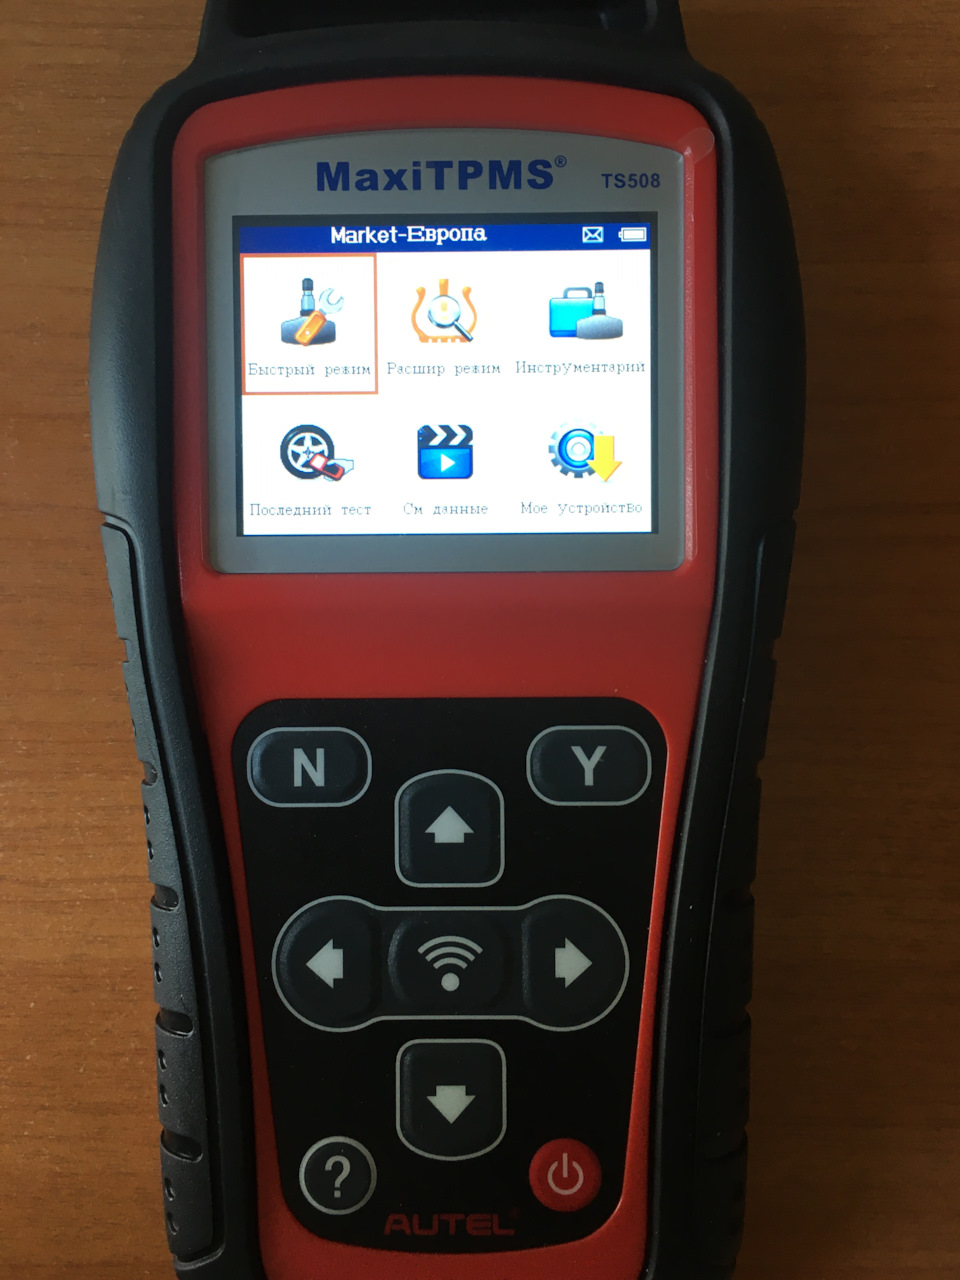 MaxiTPMS® TS508
Market-Европа
Быстрый режим Расшир режим Инструментарий
Последний тест См данные Мое устройство
N Y
?
AUTEL®